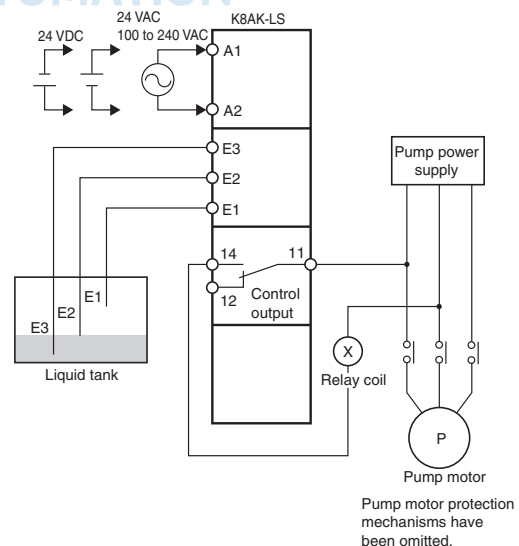 24 VDC
24 VAC
100 to 240 VAC
K8AK-LS
A1
A2
E3
E2
E1
14
11
12
Control
output
Pump power
supply
E1
E2
E3
Liquid tank
X
Relay coil
P
Pump motor
Pump motor protection
mechanisms have
been omitted.